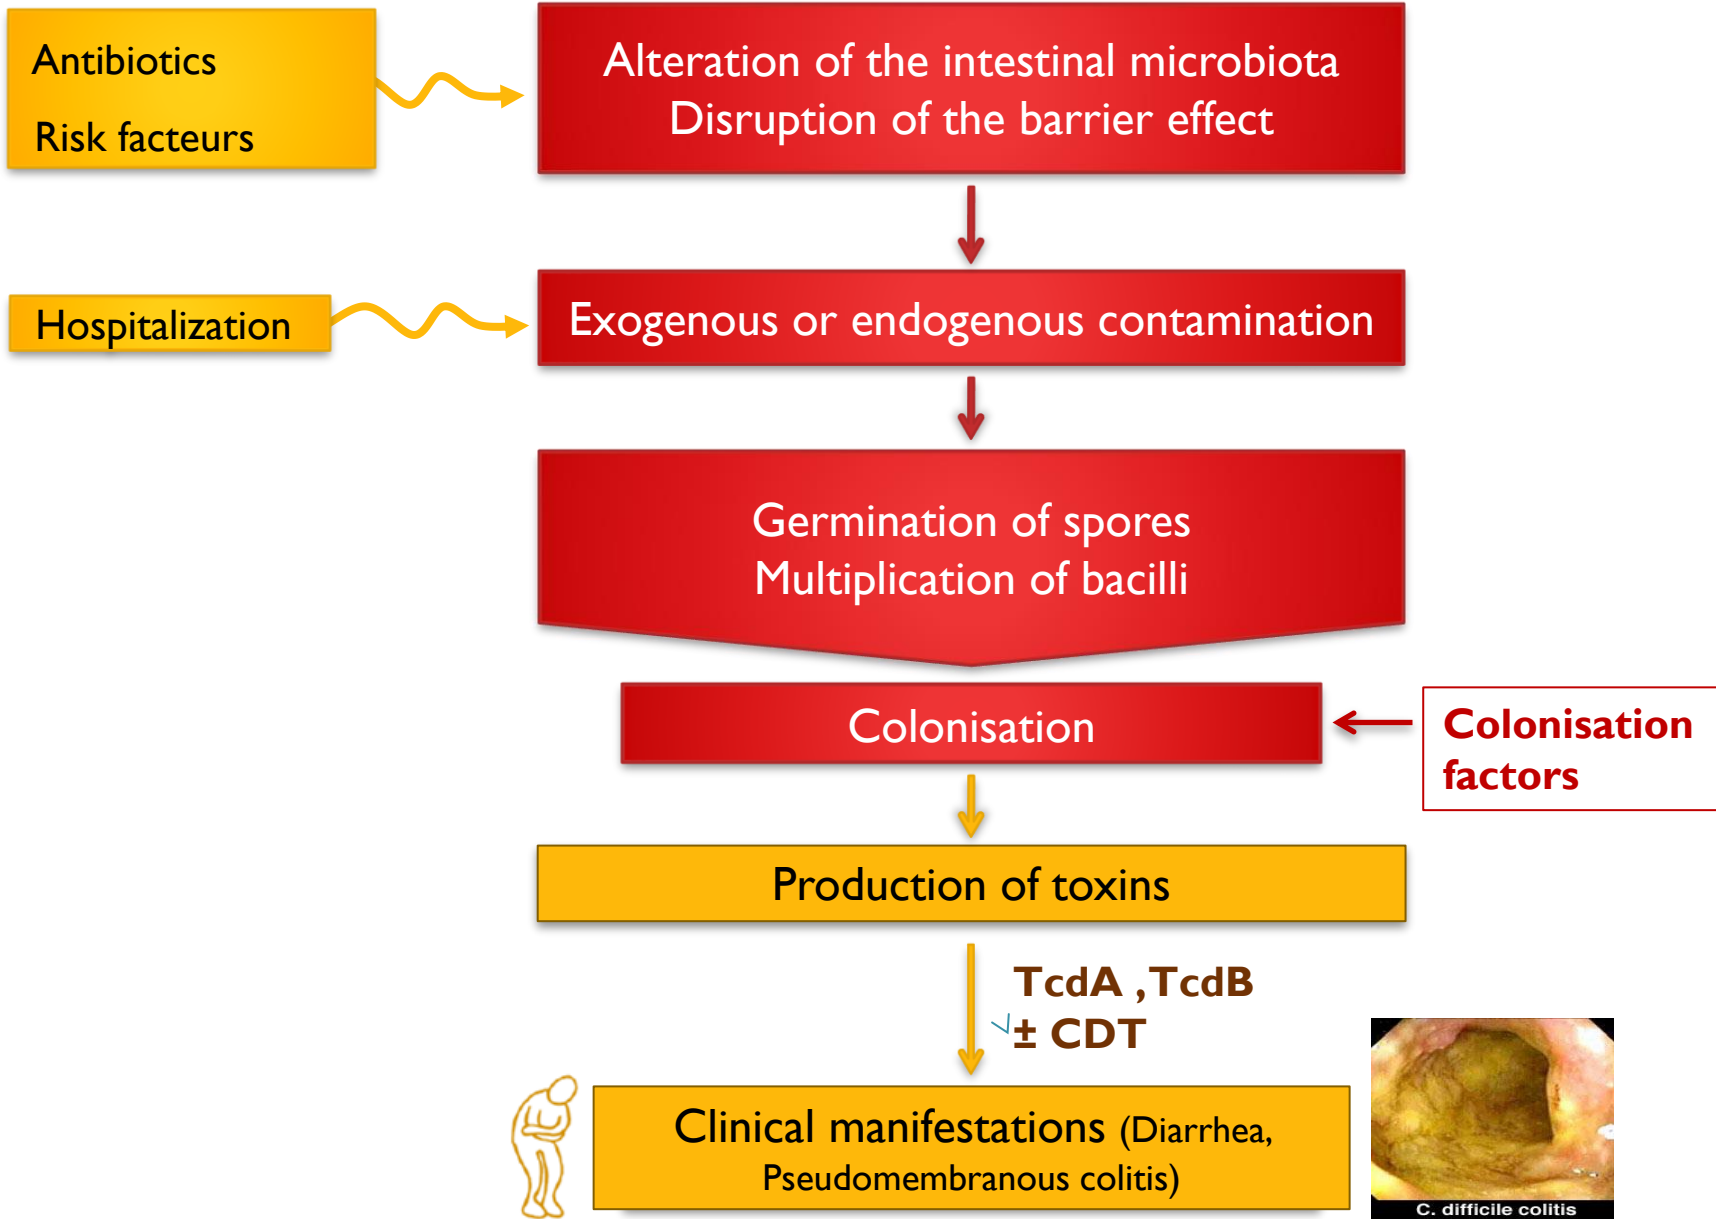 Antibiotics
Risk facteurs
Alteration of the intestinal microbiota
Disruption of the barrier effect
Hospitalization
Exogenous or endogenous contamination
Germination of spores
Multiplication of bacilli
Colonisation
Colonisation
factors
Production of toxins
TcdA , TcdB
± CDT
Clinical manifestations (Diarrhea,
Pseudomembranous colitis)
C. difficile colitis